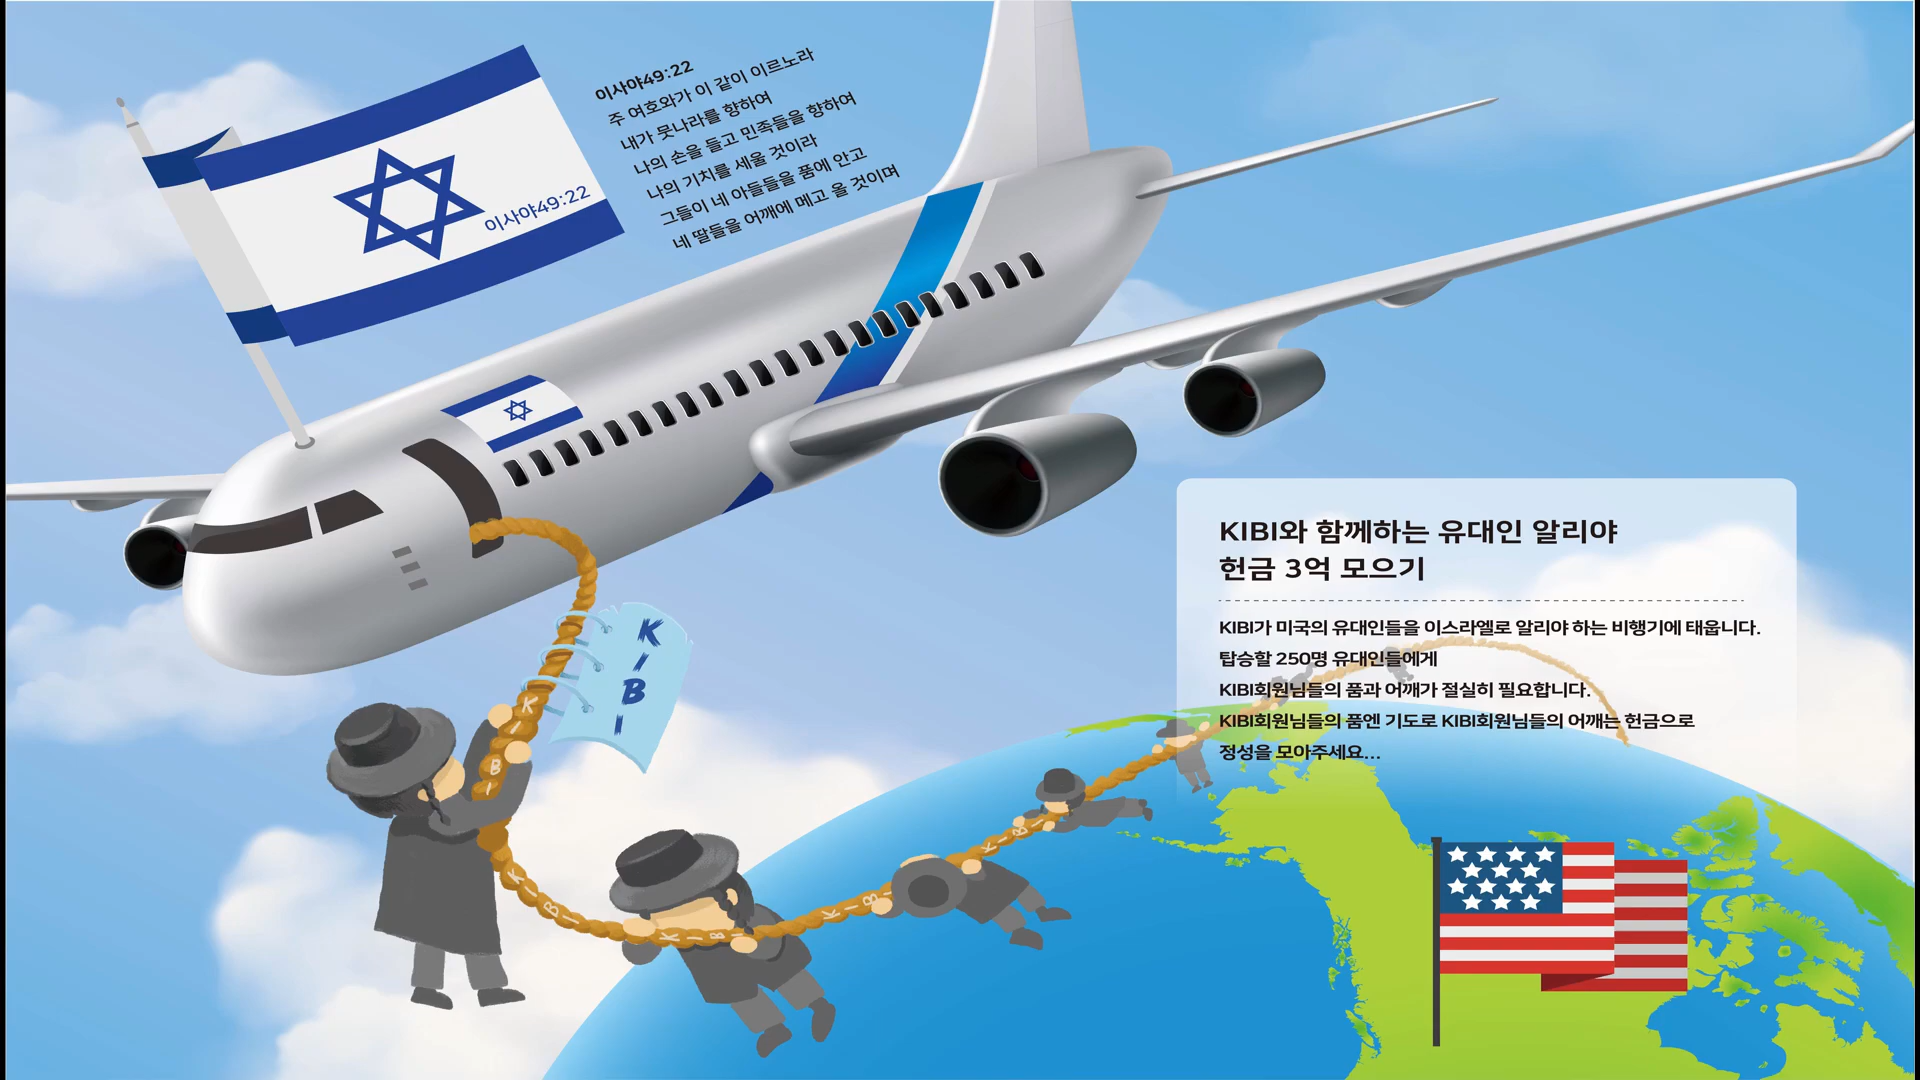 이사야49:22
주 여호와가 이 같이 이르노라
내가 뭇나라를 향하여
나의 손을 들고 민족들을 향하여
나의 기치를 세울 것이라
그들이 네 아들들을 품에 안고
네 딸들을 어깨에 메고 올 것이며
이사야49:22
KIBI와 함께하는 유대인 알리야
헌금 3억 모으기
KIBI가 미국의 유대인들을 이스라엘로 알리야 하는 비행기에 태웁니다.
탑승할 250명 유대인들에게
KIBI회원님들의 품과 어깨가 절실히 필요합니다.
KIBI회원님들의 품엔 기도로 KIBI회원님들의 어깨는 헌금으로
정성을 모아주세요...
KIBI
KIBI
KIBI
KIBI
KIBI
KIBI